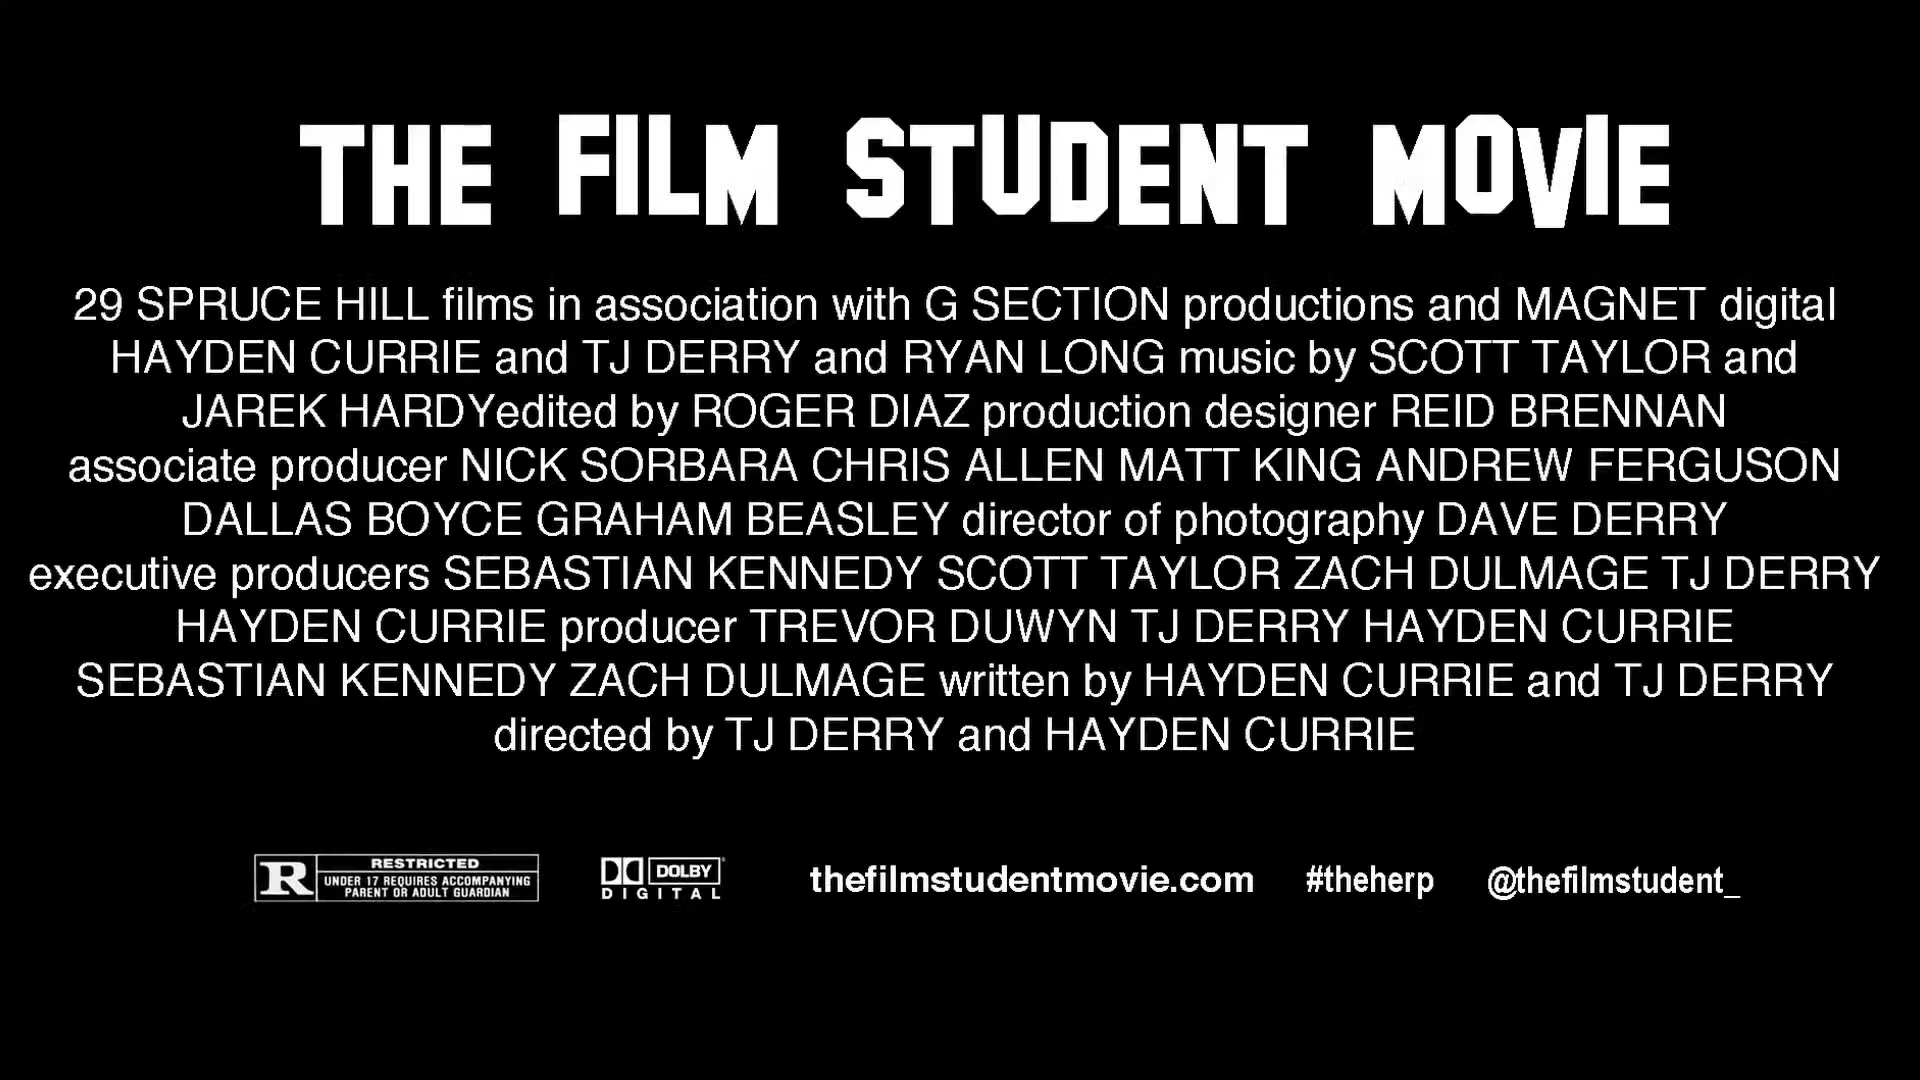 THE FILM STUDENT MOVIE
29 SPRUCE HILL films in association with G SECTION productions and MAGNET digital
HAYDEN CURRIE and TJ DERRY and RYAN LONG music by SCOTT TAYLOR and
JAREK HARDYedited by ROGER DIAZ production designer REID BRENNAN
associate producer NICK SORBARA CHRIS ALLEN MATT KING ANDREW FERGUSON
DALLAS BOYCE GRAHAM BEASLEY director of photography DAVE DERRY
executive producers SEBASTIAN KENNEDY SCOTT TAYLOR ZACH DULMAGE TJ DERRY
HAYDEN CURRIE producer TREVOR DUWYN TJ DERRY HAYDEN CURRIE
SEBASTIAN KENNEDY ZACH DULMAGE written by HAYDEN CURRIE and TJ DERRY
directed by TJ DERRY and HAYDEN CURRIE
R RESTRICTED
UNDER 17 REQUIRES ACCOMPANYING
PARENT OR ADULT GUARDIAN
DOLBY
DIGITAL
thefilmstudentmovie.com #theherp @thefilmstudent_